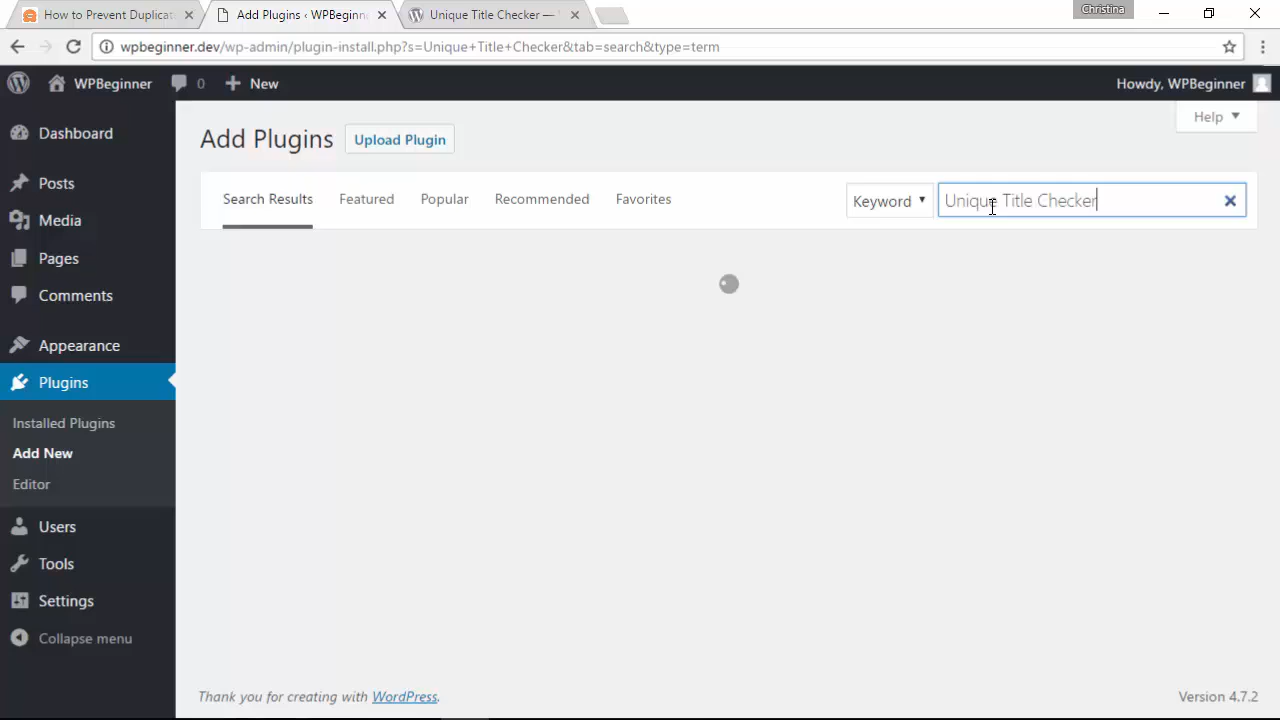 How to Prevent Duplicat
Add Plugins ‹ WPBeginn
Unique Title Checker —
Christina
wpbeginner.dev/wp-admin/plugin-install.php?s=Unique+Title+Checker&tab=search&type=term
WPBeginner
0
New
Howdy, WPBeginner
Help
Add Plugins
Upload Plugin
Search Results
Featured
Popular
Recommended
Favorites
Keyword
Unique Title Checker
Dashboard
Posts
Media
Pages
Comments
Appearance
Plugins
Installed Plugins
Add New
Editor
Users
Tools
Settings
Collapse menu
Thank you for creating with WordPress.
Version 4.7.2